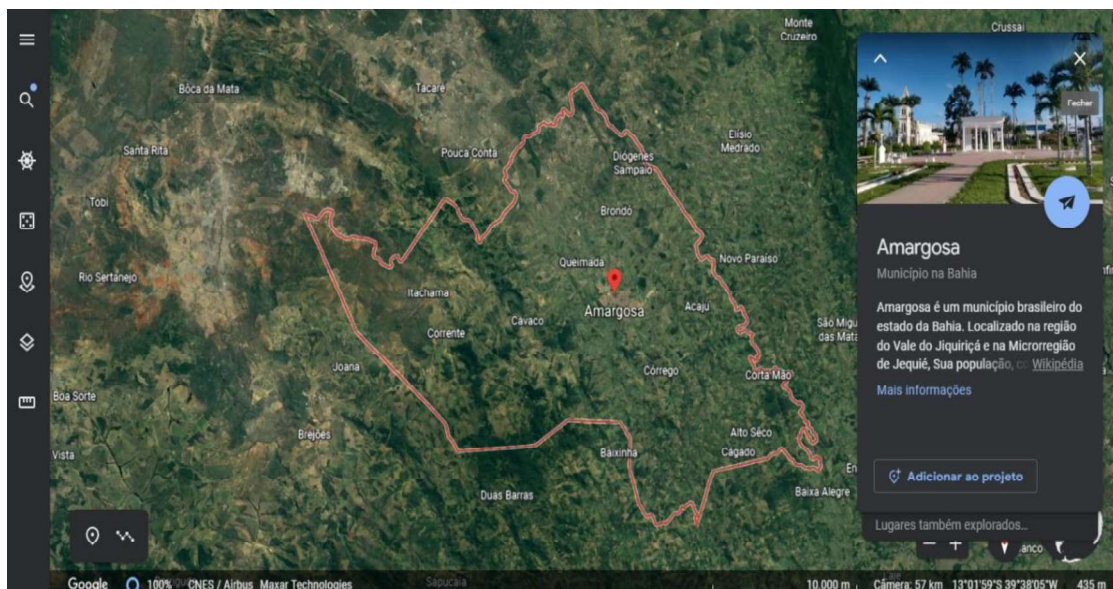 Monte
Cruzeiro
Crussai
Boca da Mata
Tacaré
Fechar
Elísio
Medrado
Santa Rita
Pouca Conta
Diógenes
Sampaio
Tobi
Brondó
Amargosa
Município na Bahia
Queimada
Novo Paraíso
Rio Sertanejo
Itachama
Amargosa
Acaju
Amargosa é um município brasileiro do
estado da Bahia. Localizado na região
do Vale do Jiquiriçá e na Microrregião
de Jequié, Sua população, Wikipédia
Mais informações
Cavaco
Corrente
São Migu
das Mata
Joana
Córrego
Corta Mão
Boa Sorte
Brejões
Vista
Baixinha
Alto Sêco
Cágado
Duas Barras
Baixa Alegre
En
Adicionar ao projeto
Lugares também explorados...
anco
Google 100% CNES / Airbus Maxar Technologies
Sapucaia
10.000 m
Câmera: 57 km 13°01'59"S 39°38'05"W 435 m